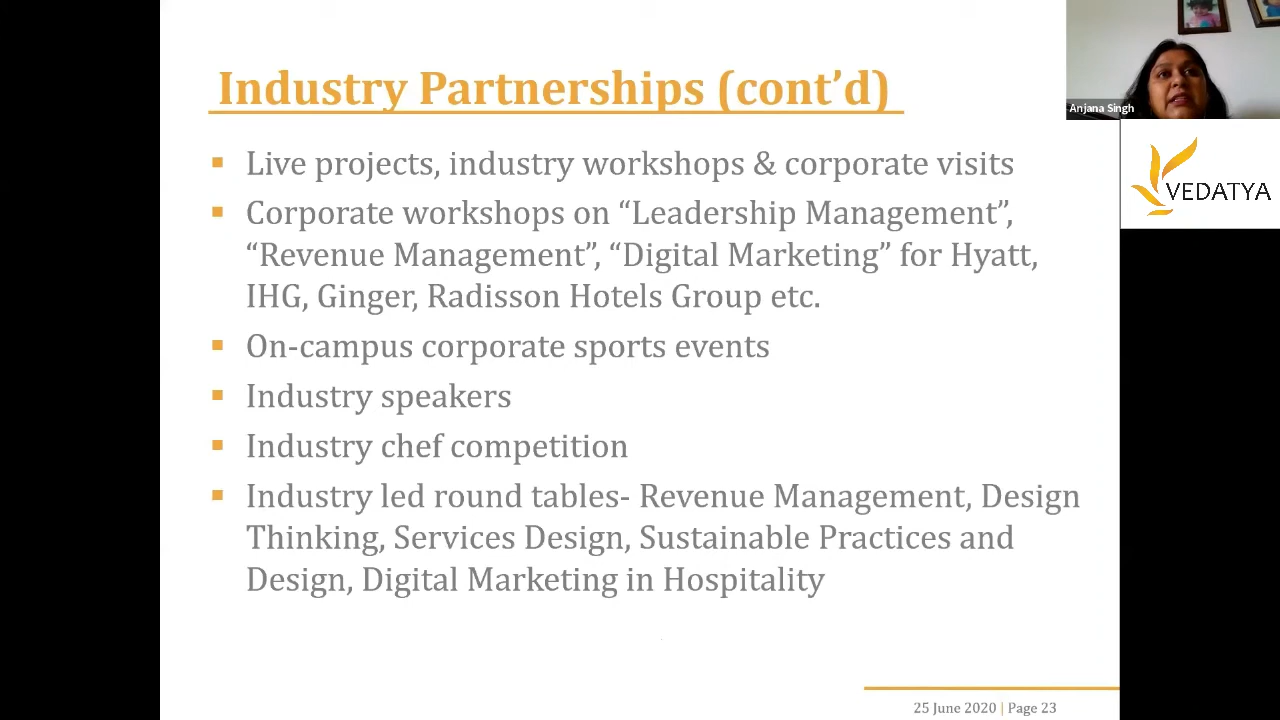 Industry Partnerships (cont’d)
Anjana Singh
VEDATYA
▪ Live projects, industry workshops & corporate visits
▪ Corporate workshops on “Leadership Management”,
“Revenue Management”, “Digital Marketing” for Hyatt,
IHG, Ginger, Radisson Hotels Group etc.
▪ On-campus corporate sports events
▪ Industry speakers
▪ Industry chef competition
▪ Industry led round tables- Revenue Management, Design
Thinking, Services Design, Sustainable Practices and
Design, Digital Marketing in Hospitality
25 June 2020 | Page 23